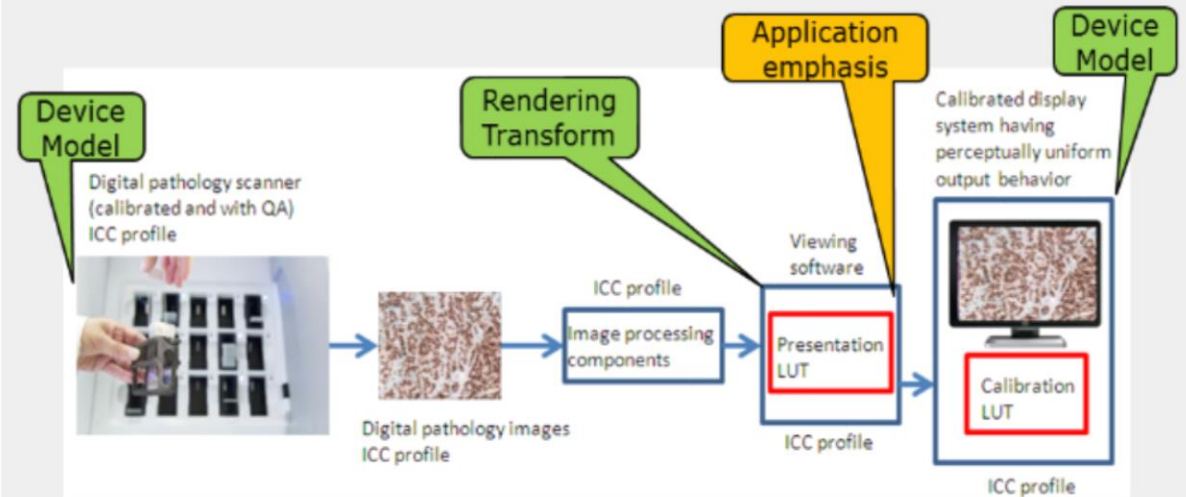 Device
Model
Digital pathology scanner
(calibrated and with QA)
ICC profile
Digital pathology images
ICC profile
ICC profile
Image processing
components
Rendering
Transform
Application
emphasis
Viewing
software
Presentation
LUT
ICC profile
Device
Model
Calibrated display
system having
perceptually uniform
output behavior
Calibration
LUT
ICC profile